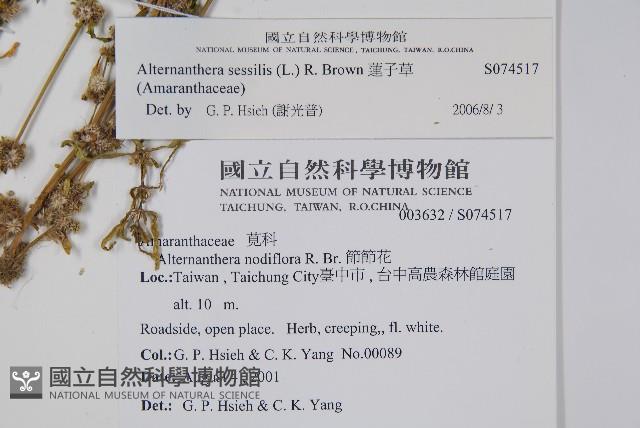 國立自然科學博物館
NATIONAL MUSEUM OF NATURAL SCIENCE, TAICHUNG, TAIWAN, R.O.CHINA
Alternanthera sessilis (L.) R. Brown 蓮子草 S074517
(Amaranthaceae)
Det. by G. P. Hsieh (謝光普) 2006/8/ 3
國立自然科學博物館
NATIONAL MUSEUM OF NATURAL SCIENCE
TAICHUNG, TAIWAN, R.O.CHINA
003632 / S074517
Amaranthaceae 莧科
Alternanthera nodiflora R. Br. 節節花
Loc.:Taiwan , Taichung City臺中市 , 台中高農森林館庭園
alt. 10 m.
Roadside, open place. Herb, creeping,, fl. white.
Col.: G. P. Hsieh & C. K. Yang No.00089
Date: 2001
國立自然科學博物館
NATIONAL MUSEUM OF NATURAL SCIENCE
Det.: G. P. Hsieh & C. K. Yang